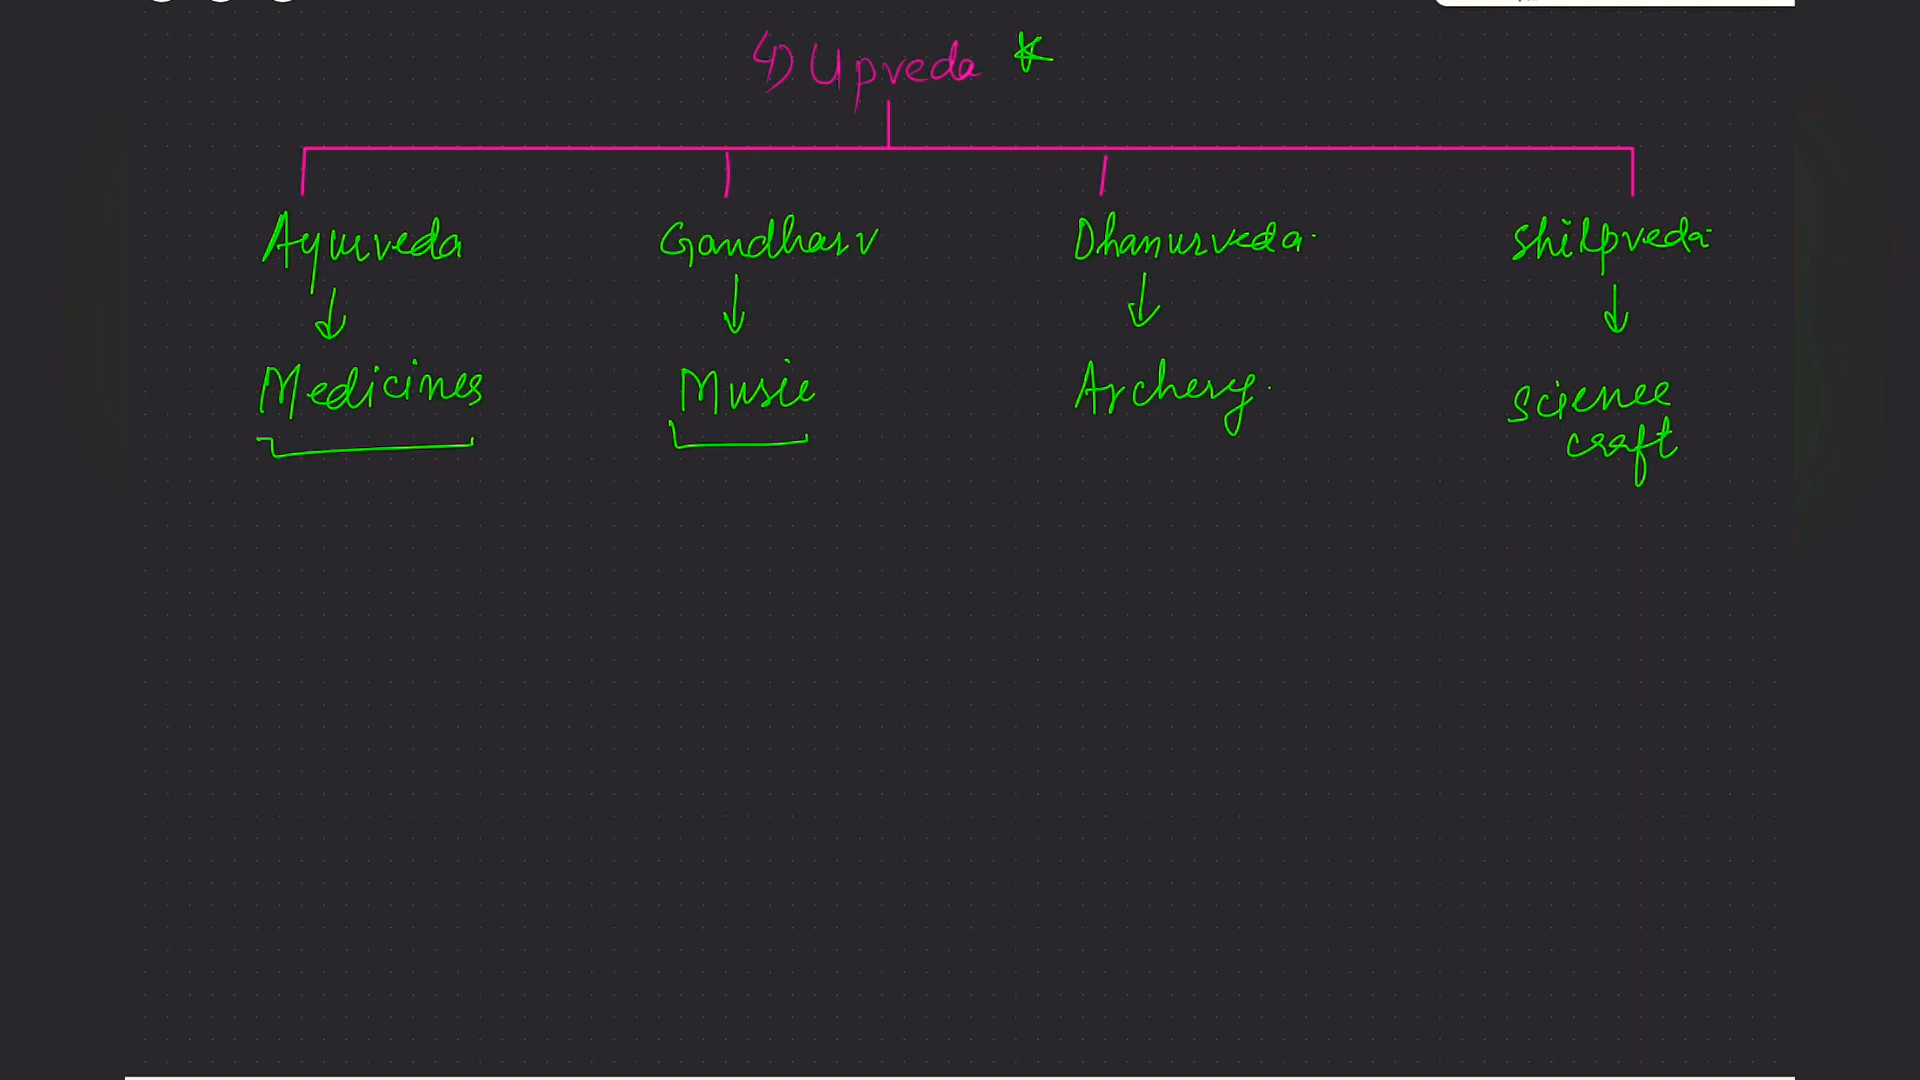 4) Upveda
Ayurveda Gandharv Dhanurveda. Shilpveda.
Medicines Music Archery. Science
craft